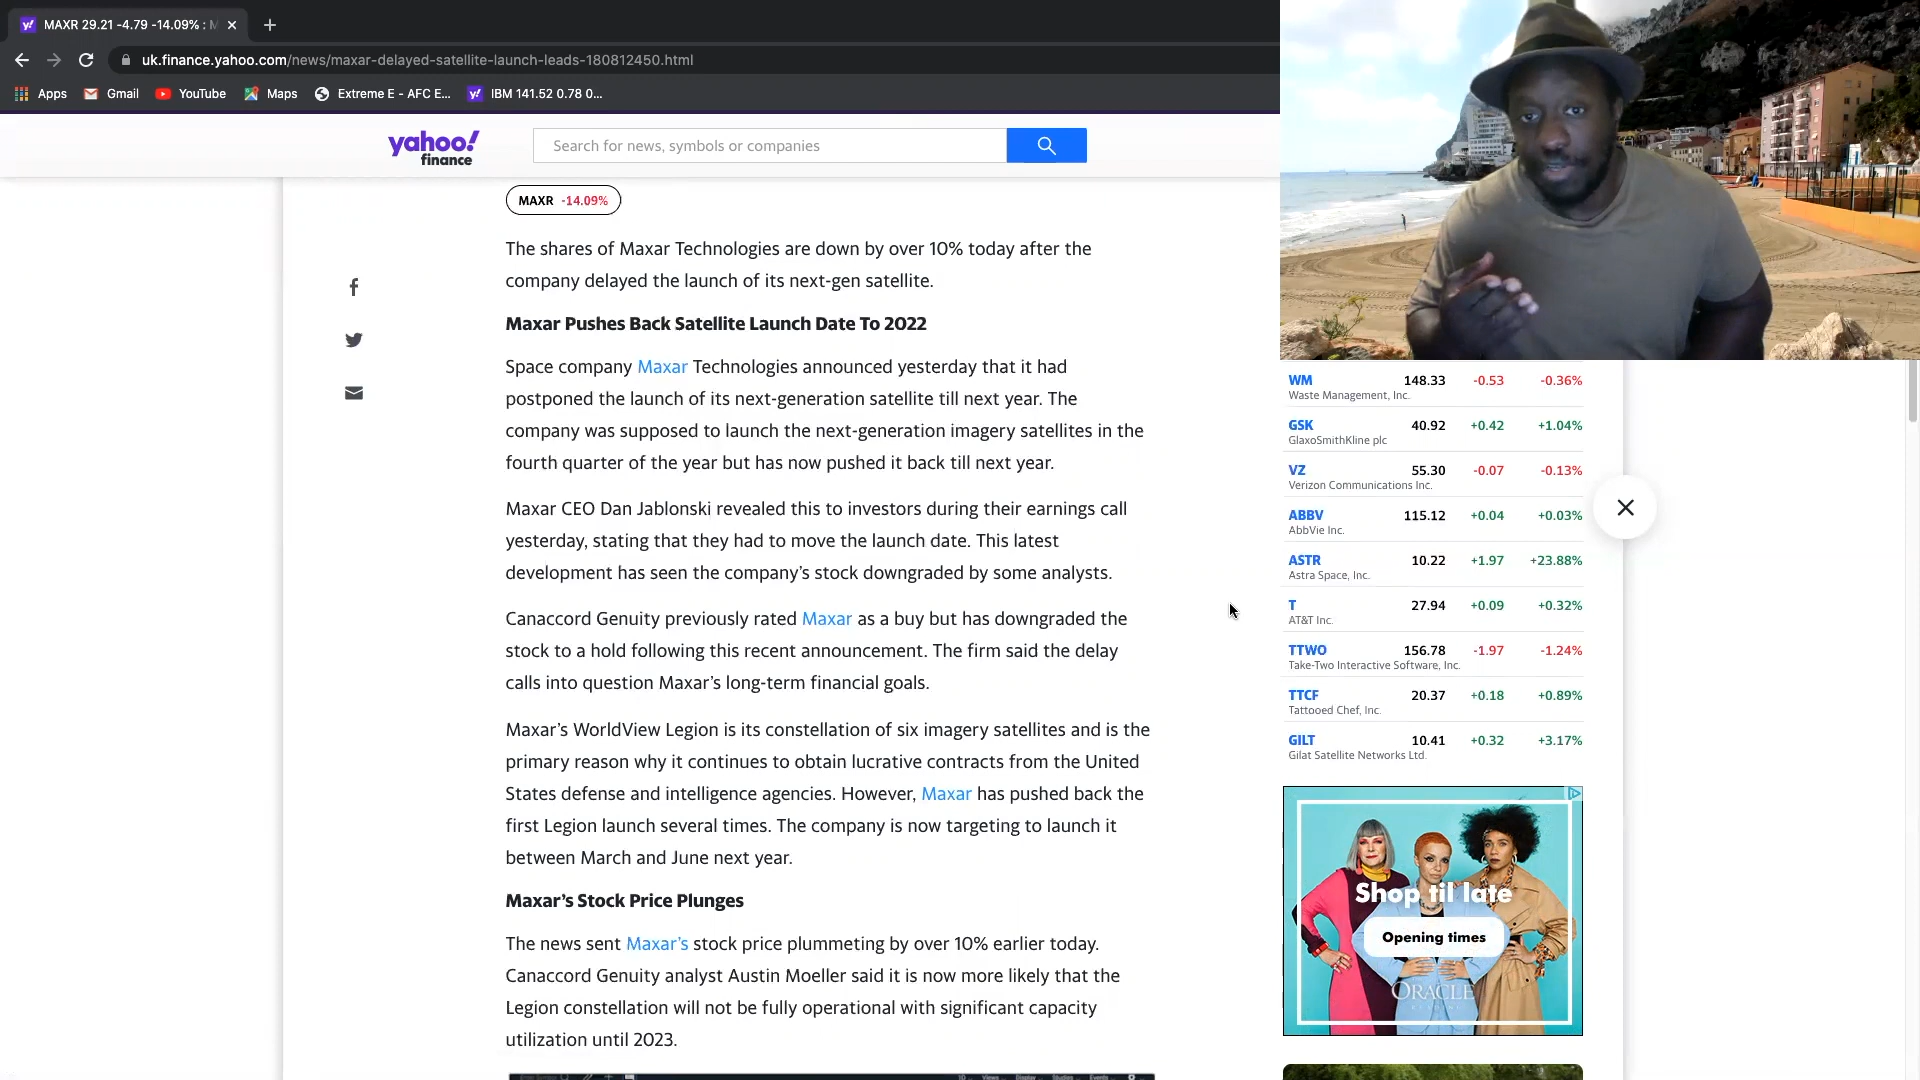 MAXR 29.21 -4.79 -14.09% :
uk.finance.yahoo.com/news/maxar-delayed-satellite-launch-leads-180812450.html
Apps Gmail YouTube Maps Extreme E - AFC E... IBM 141.52 0.78 0...
yahoo!
finance
Search for news, symbols or companies
MAXR -14.09%
The shares of Maxar Technologies are down by over 10% today after the
company delayed the launch of its next-gen satellite.
Maxar Pushes Back Satellite Launch Date To 2022
Space company Maxar Technologies announced yesterday that it had
postponed the launch of its next-generation satellite till next year. The
company was supposed to launch the next-generation imagery satellites in the
fourth quarter of the year but has now pushed it back till next year.
Maxar CEO Dan Jablonski revealed this to investors during their earnings call
yesterday, stating that they had to move the launch date. This latest
development has seen the company's stock downgraded by some analysts.
Canaccord Genuity previously rated Maxar as a buy but has downgraded the
stock to a hold following this recent announcement. The firm said the delay
calls into question Maxar's long-term financial goals.
Maxar's WorldView Legion is its constellation of six imagery satellites and is the
primary reason why it continues to obtain lucrative contracts from the United
States defense and intelligence agencies. However, Maxar has pushed back the
first Legion launch several times. The company is now targeting to launch it
between March and June next year.
Maxar's Stock Price Plunges
The news sent Maxar's stock price plummeting by over 10% earlier today.
Canaccord Genuity analyst Austin Moeller said it is now more likely that the
Legion constellation will not be fully operational with significant capacity
utilization until 2023.
WM 148.33 -0.53 -0.36%
Waste Management, Inc.
GSK 40.92 +0.42 +1.04%
GlaxoSmithKline plc
VZ 55.30 -0.07 -0.13%
Verizon Communications Inc.
ABBV 115.12 +0.04 +0.03%
AbbVie Inc.
ASTR 10.22 +1.97 +23.88%
Astra Space, Inc.
T 27.94 +0.09 +0.32%
AT&T Inc.
TTWO 156.78 -1.97 -1.24%
Take-Two Interactive Software, Inc.
TTCF 20.37 +0.18 +0.89%
Tattooed Chef, Inc.
GILT 10.41 +0.32 +3.17%
Gilat Satellite Networks Ltd.
Shop til late
Opening times
ORACLE